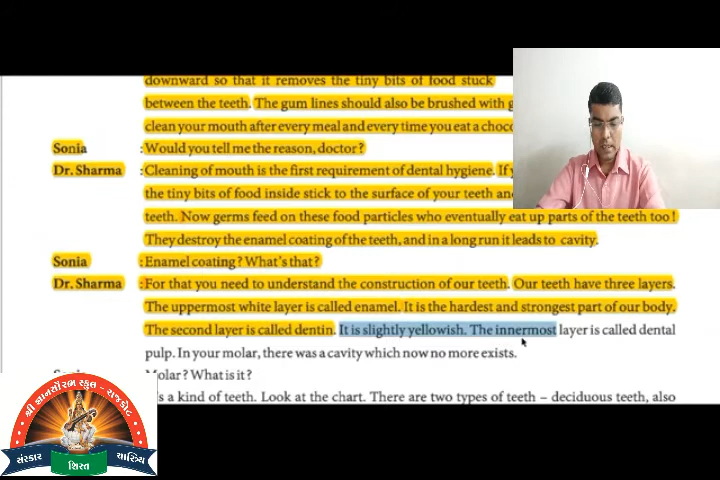 downward so that it removes the tiny bits of food stuck
between the teeth. The gum lines should also be brushed with g
clean your mouth after every meal and every time you eat a choco
Sonia : Would you tell me the reason, doctor?
Dr. Sharma : Cleaning of mouth is the first requirement of dental hygiene. If y
the tiny bits of food inside stick to the surface of your teeth and
teeth. Now germs feed on these food particles who eventually eat up parts of the teeth too!
They destroy the enamel coating of the teeth, and in a long run it leads to cavity.
Sonia : Enamel coating? What's that?
Dr. Sharma : For that you need to understand the construction of our teeth. Our teeth have three layers.
The uppermost white layer is called enamel. It is the hardest and strongest part of our body.
The second layer is called dentin. It is slightly yellowish. The innermost layer is called dental
pulp. In your molar, there was a cavity which now no more exists.
Molar? What is it?
s a kind of teeth. Look at the chart. There are two types of teeth – deciduous teeth, also
શ્રી જ્ઞાનસૌરભ સ્કુલ - રાજકોટ
સંસ્કાર શિસ્ત ચારિત્ર્ય